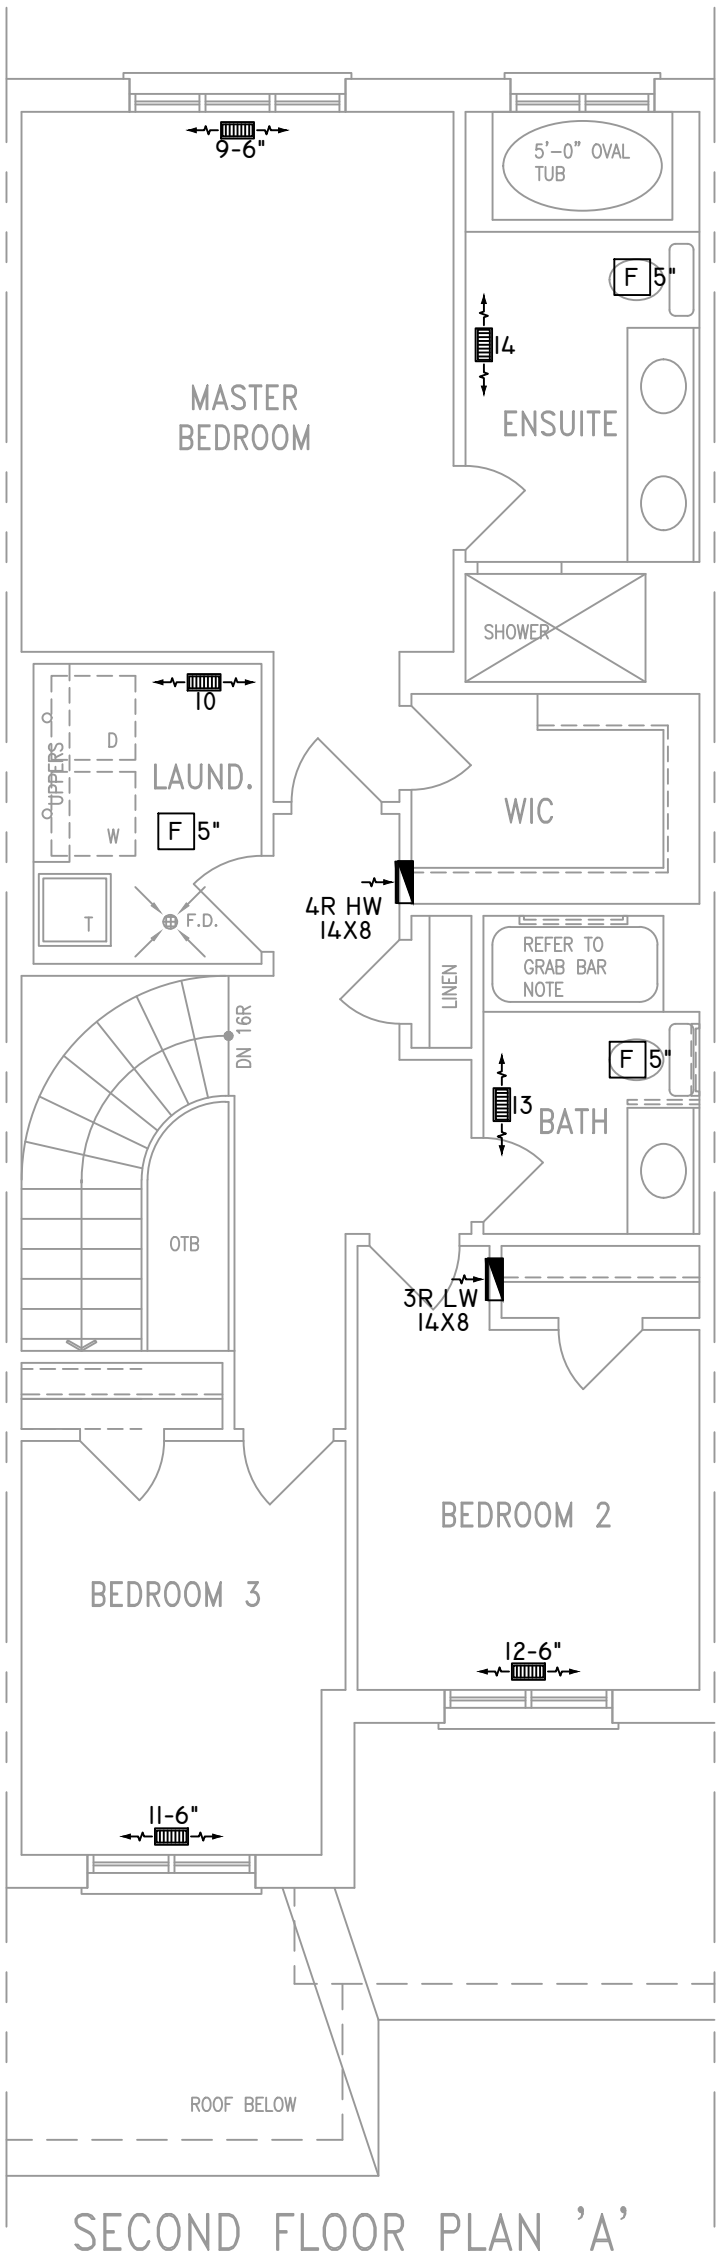 9-6"
5'-0" OVAL
TUB
F 5"
14
MASTER
BEDROOM
ENSUITE
SHOWER
10
UPPERS
D
LAUND.
W
F 5"
WIC
4R HW
14X8
T
F.D.
REFER TO
GRAB BAR
NOTE
LINEN
DN 16R
F 5"
13
BATH
OTB
3R LW
14X8
BEDROOM 2
BEDROOM 3
12-6"
11-6"
ROOF BELOW
SECOND FLOOR PLAN 'A'